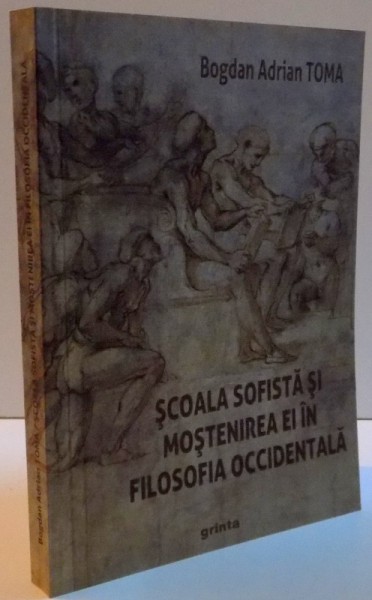 Bogdan Adrian TOMA
ŞCOALA SOFISTĂ ŞI
MOŞTENIREA EI ÎN
FILOSOFIA OCCIDENTALĂ
grinta
Bogdan Adrian TOMA ŞCOALA SOFISTĂ ŞI MOŞTENIREA EI ÎN FILOSOFIA OCCIDENTALĂ